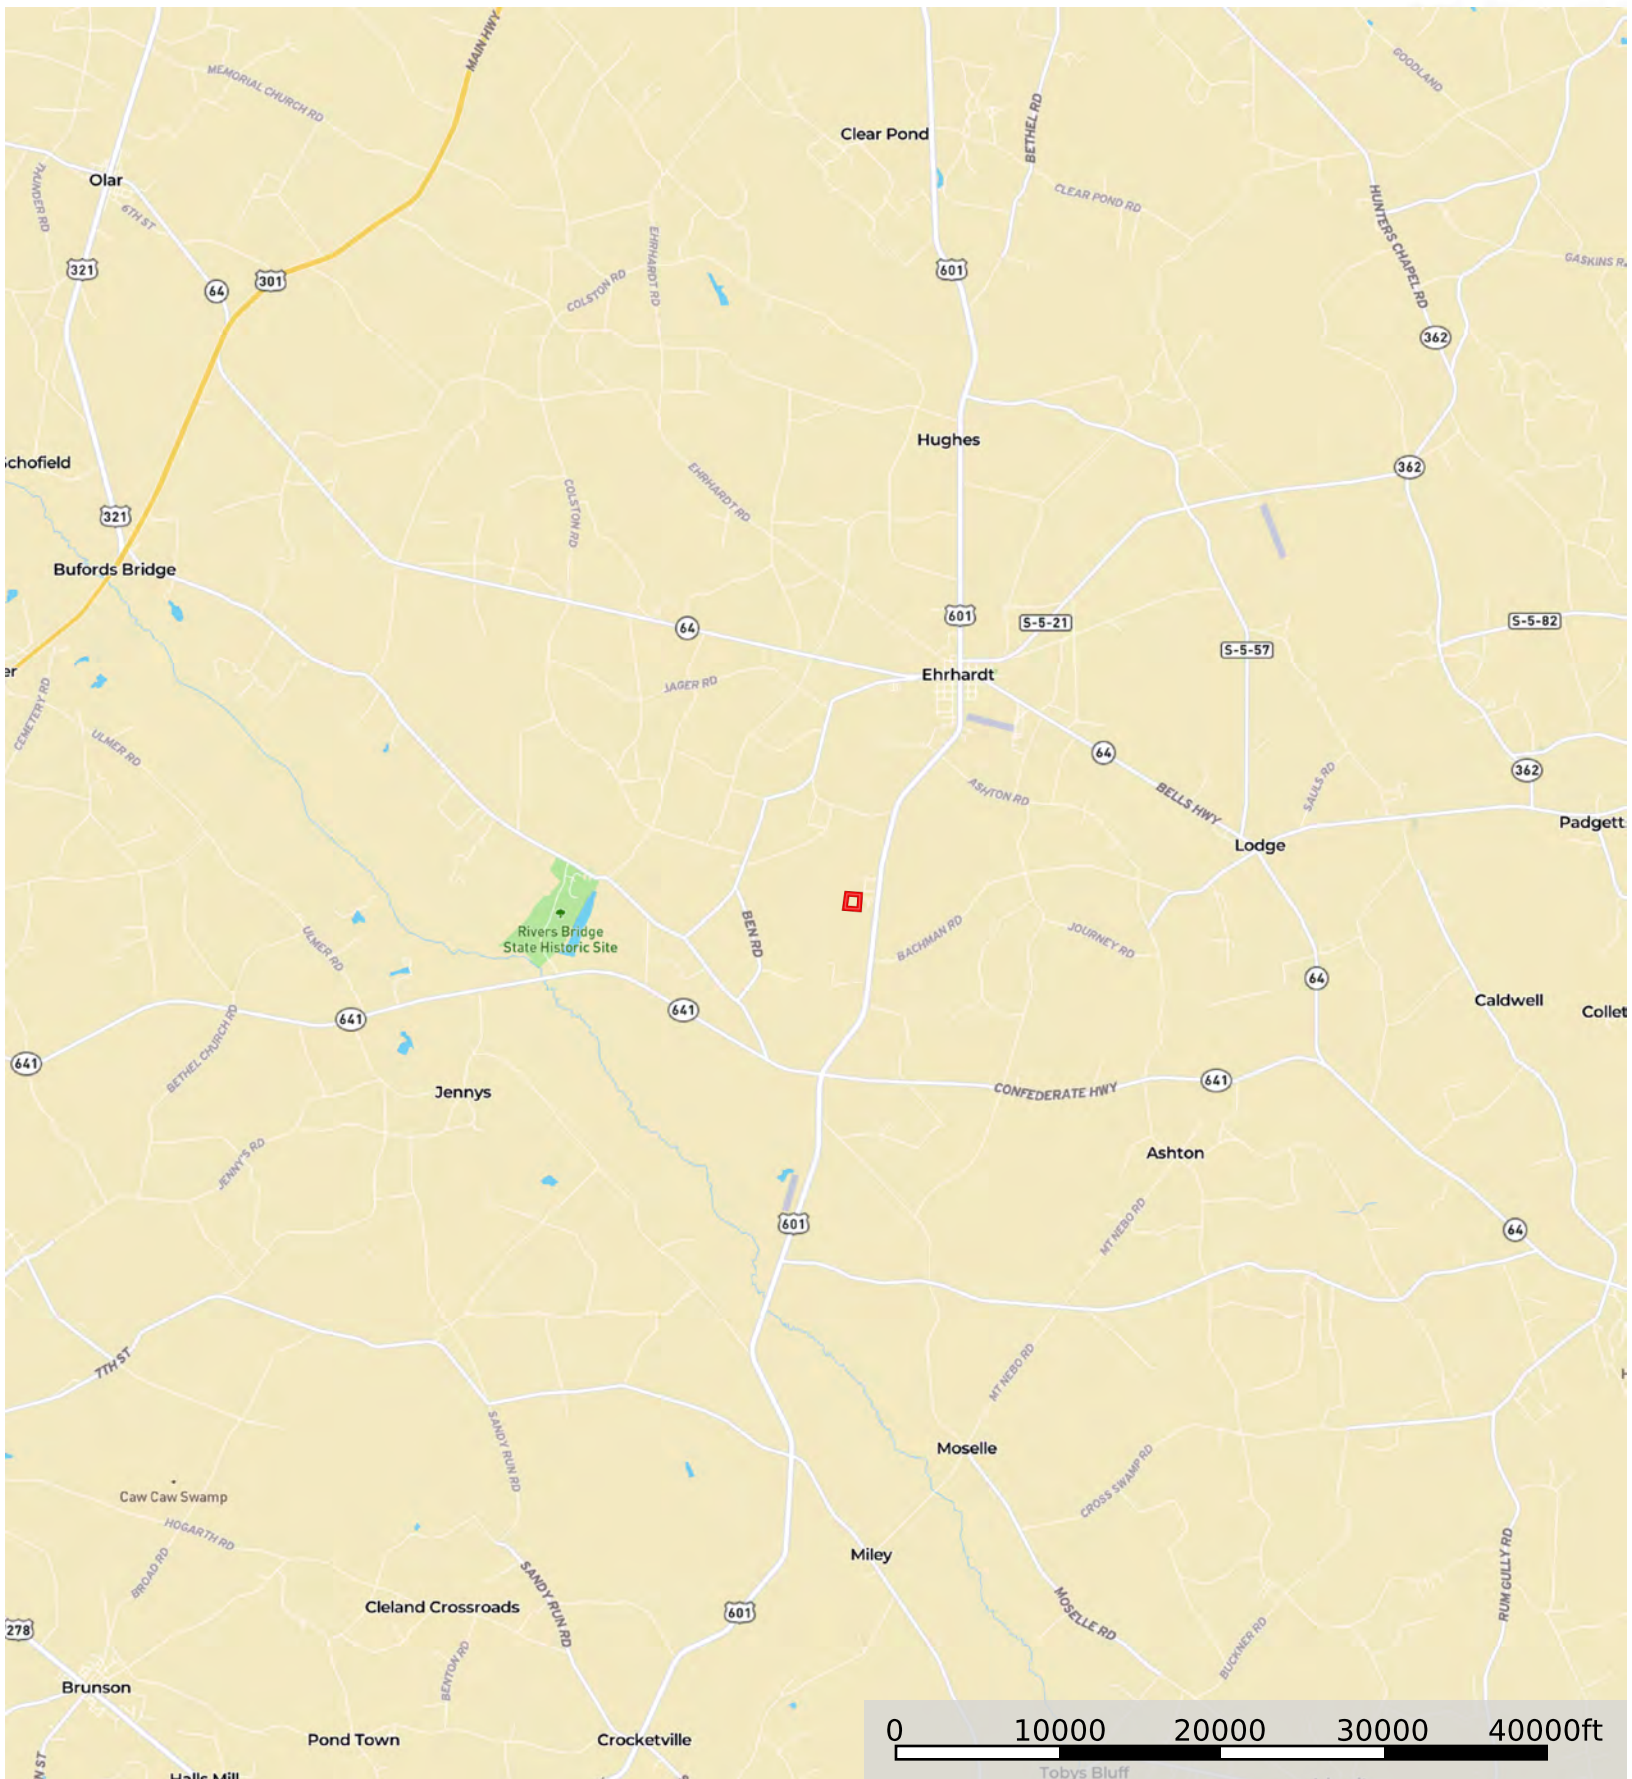 MAIN HWY
MEMORIAL CHURCH RD
GOODLAND
Clear Pond
BETHEL RD
Olar
THUNDER RD
6TH ST
CLEAR POND RD
HUNTERS CHAPEL RD
EHRHARDT RD
GASKINS R
321
301
64
COLSTON RD
601
362
Hughes
Schofield
EHRHARDT RD
362
COLSTON RD
321
Bufords Bridge
601
S-5-21
S-5-82
64
S-5-57
er
Ehrhardt
JAGER RD
CEMETERY RD
ULMER RD
64
362
ASHTON RD
BELLS HWY
SAULS RD
Padgett
Lodge
BEN RD
Rivers Bridge
State Historic Site
ULMER RD
BACHMAN RD
JOURNEY RD
64
Caldwell
641
641
Collet
BETHEL CHURCH RD
641
641
CONFEDERATE HWY
Jennys
Ashton
JENNY'S RD
MT NEBO RD
601
64
7TH ST
MT NEBO RD
SANDY RUN RD
Moselle
CROSS SWAMP RD
Caw Caw Swamp
HOGARTH RD
BROAD RD
Miley
RUM GULLY RD
SANDY RUN RD
Cleland Crossroads
601
MOSELLE RD
278
BUCKNER RD
BENTON RD
Brunson
Pond Town
Crocketville
0 10000 20000 30000 40000ft
N ST
Halls Mill
Tobys Bluff